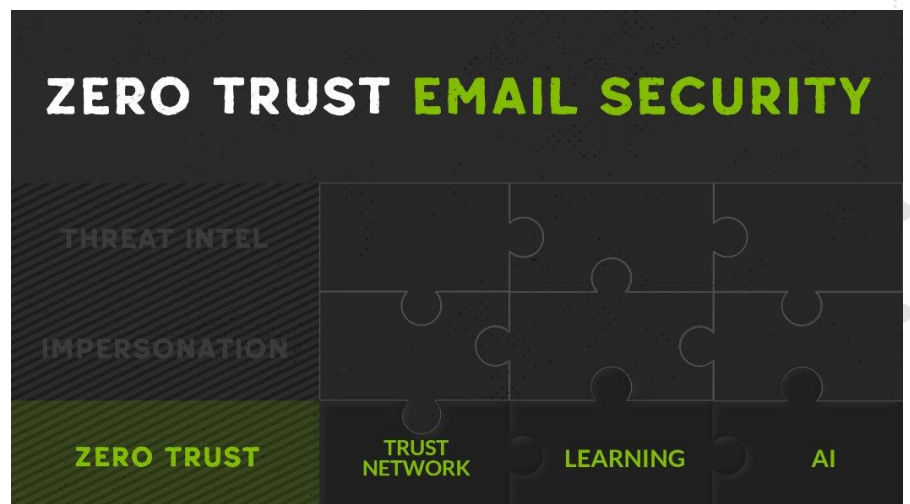 ZERO TRUST EMAIL SECURITY
THREAT INTEL
IMPERSONATION
ZERO TRUST
TRUST
NETWORK
LEARNING
AI